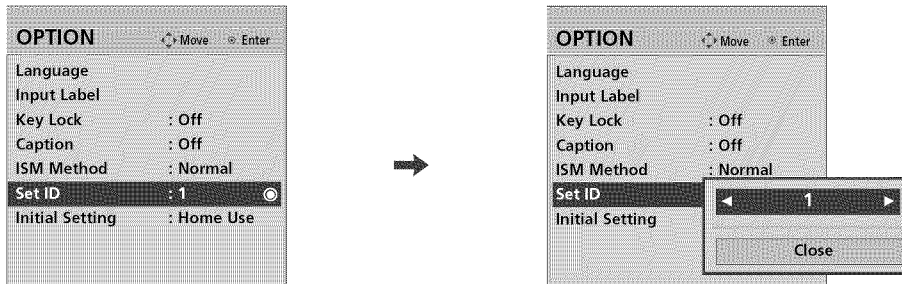 OPTION Move Enter
Language
Input Label
Key Lock : Off
Caption : Off
ISM Method : Normal
Set ID : 1
Initial Setting : Home Use
OPTION Move Enter
Language
Input Label
Key Lock : Off
Caption : Off
ISM Method : Normal
Set ID
1
Initial Setting
Close